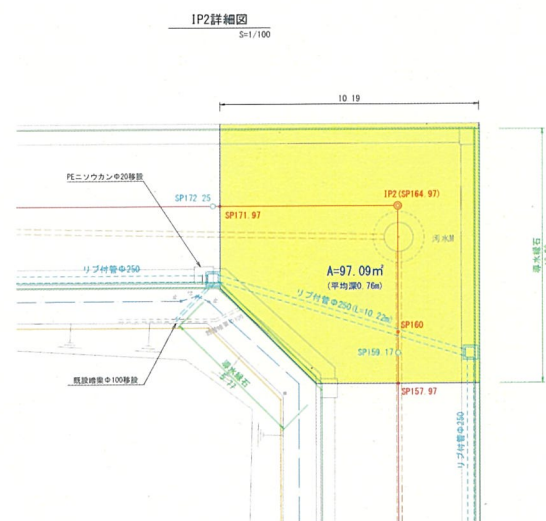 IP2詳細図
S=1/100
10 19
PEニソウカンΦ20移設
SP172 25
SP171.97
IP2(SP164.97)
汚水M
リブ付管Φ250
A=97.09㎡
(平均深0.76m)
導水縁石
リブ付管Φ250(L=10.22m)
SP160
SP159.17
既設塩ビΦ100移設
導水縁石
5.77
SP157.97
リブ付管Φ250